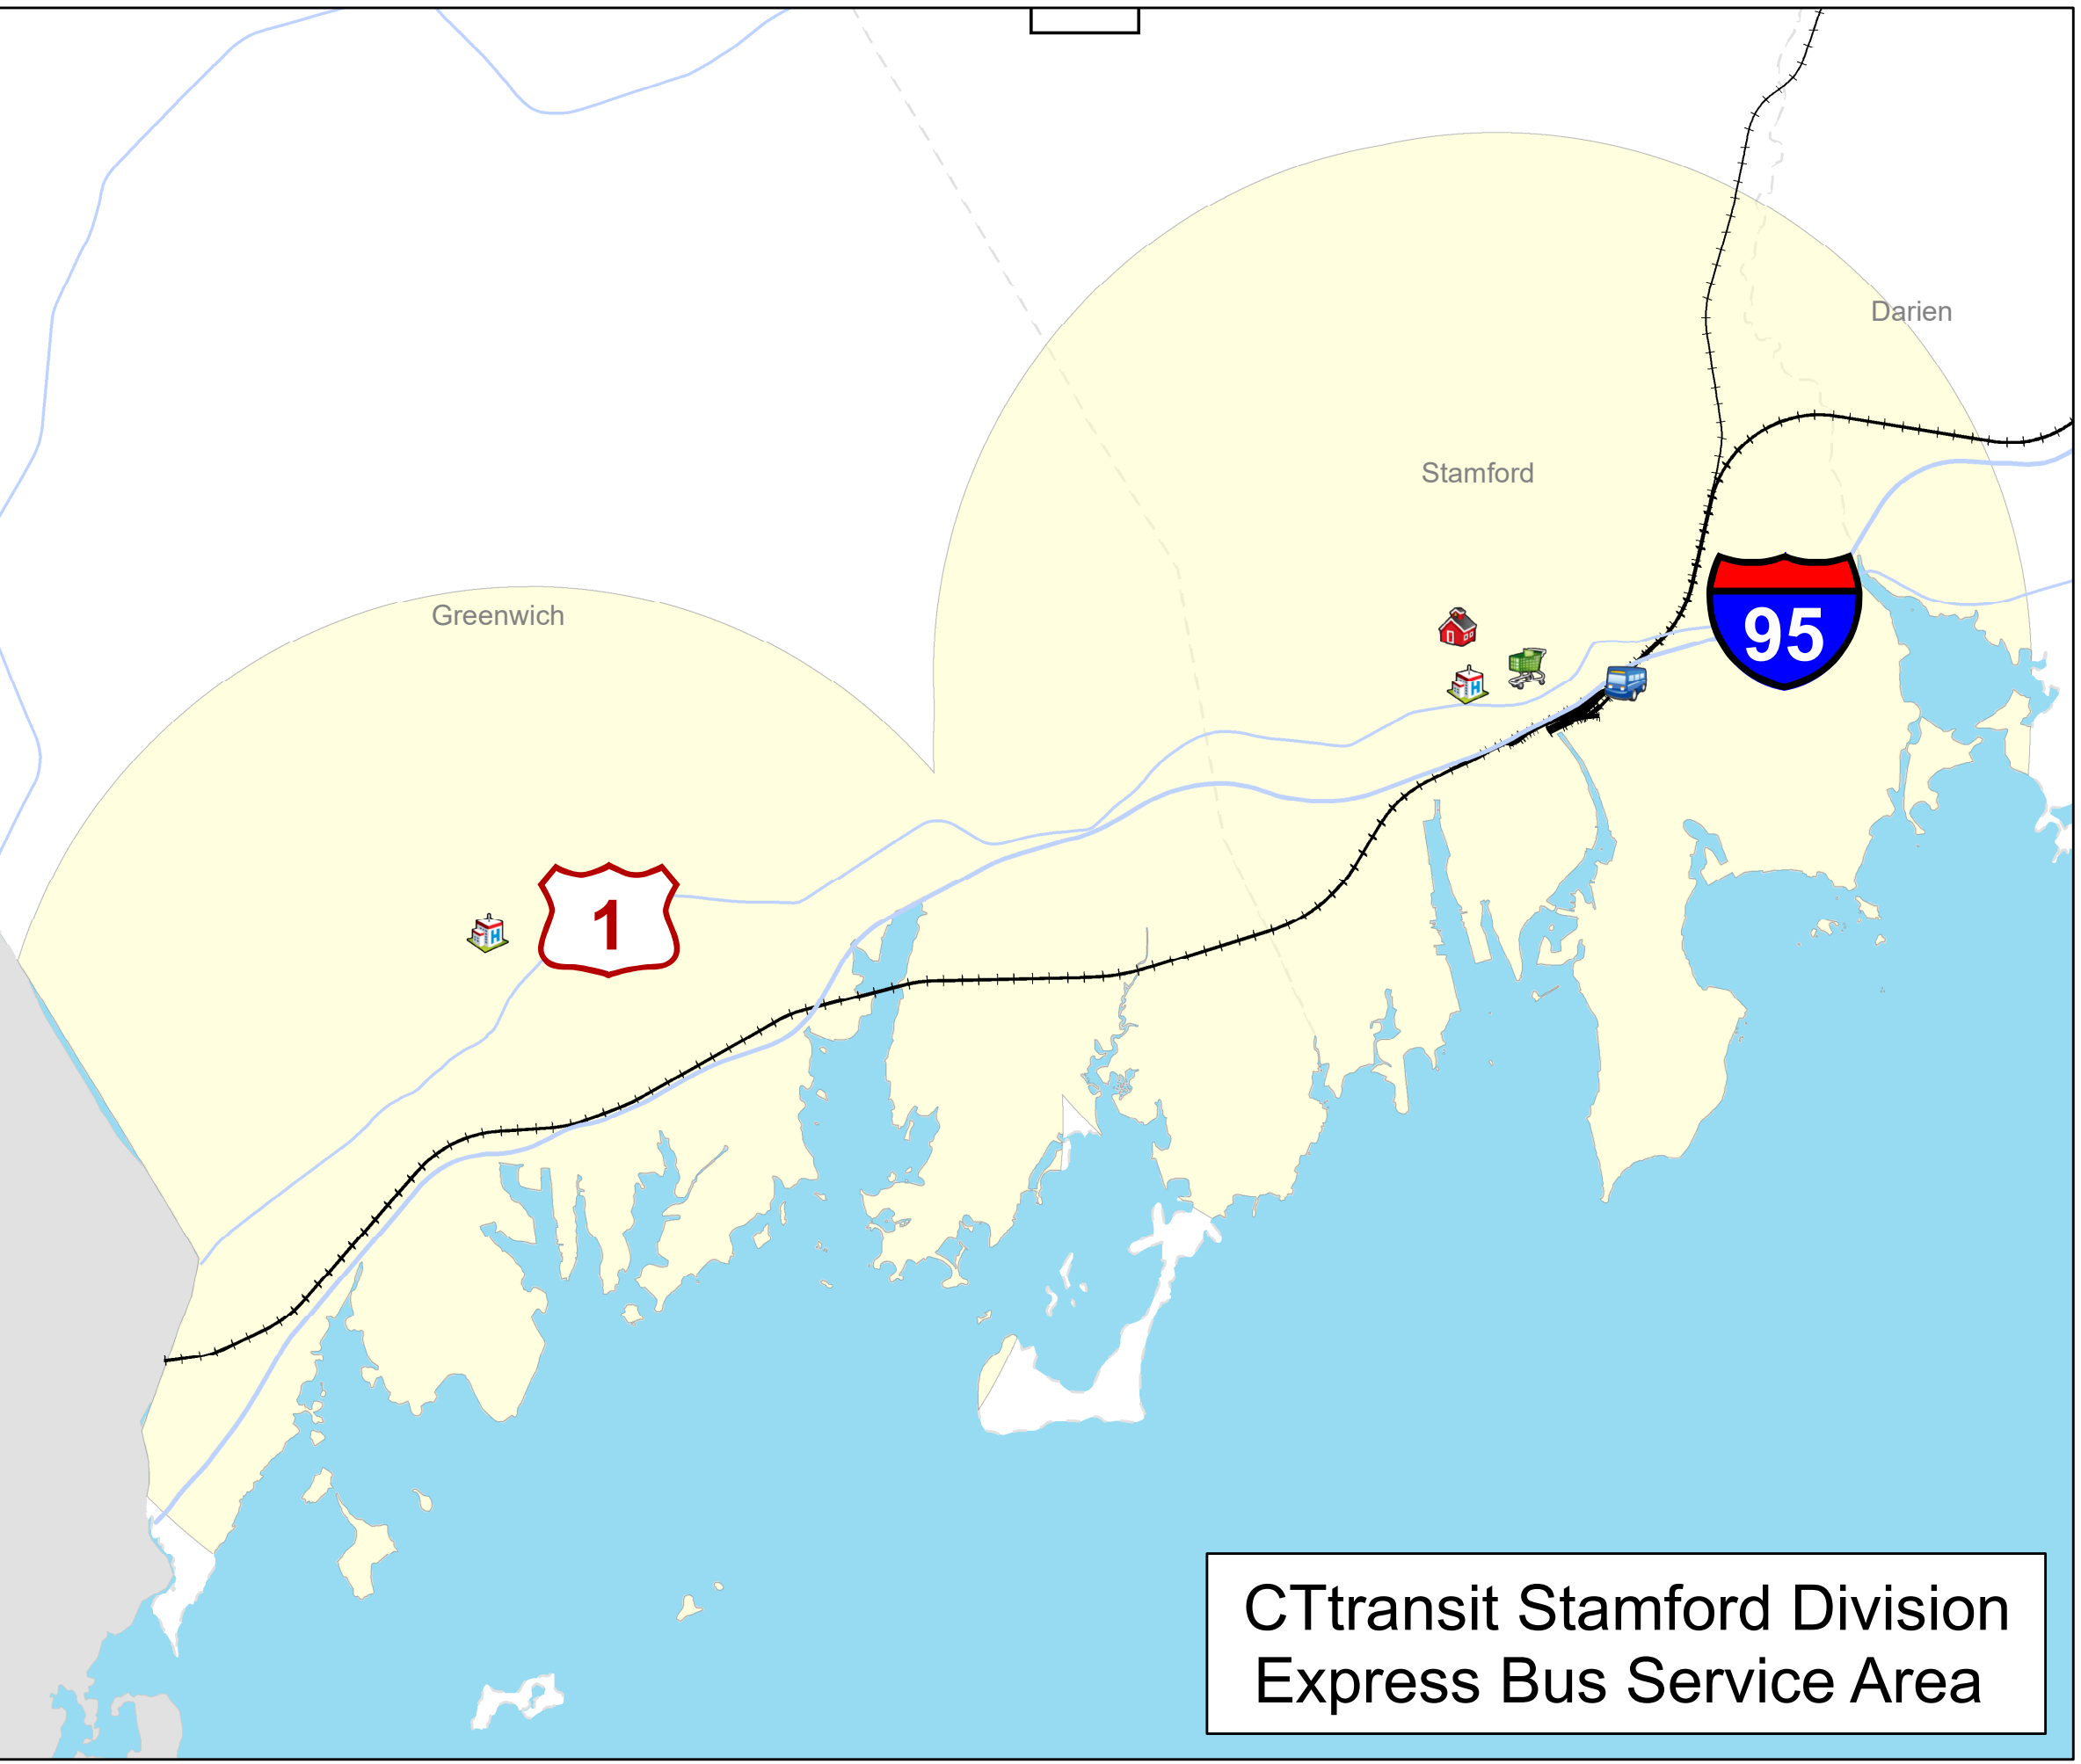 Darien
Stamford
Greenwich
95
H
1
H
CTtransit Stamford Division
Express Bus Service Area